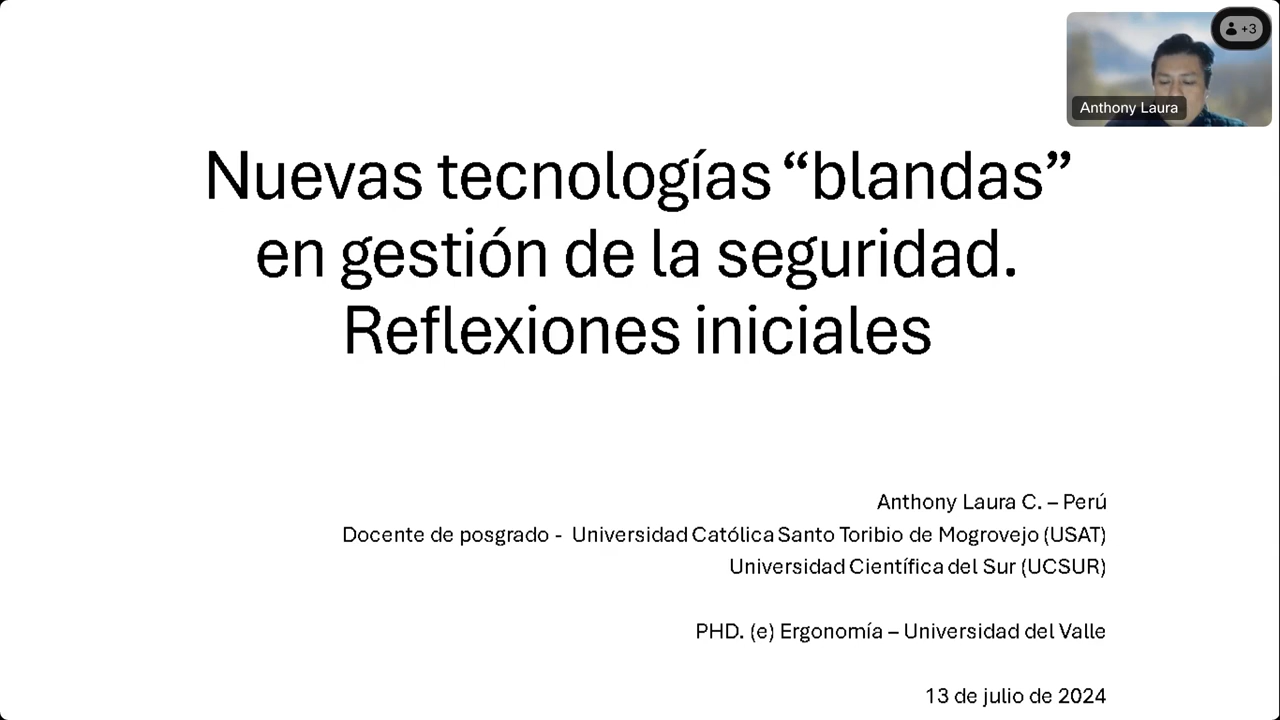 +3
Anthony Laura
Nuevas tecnologías “blandas”
en gestión de la seguridad.
Reflexiones iniciales
Anthony Laura C. – Perú
Docente de posgrado - Universidad Católica Santo Toribio de Mogrovejo (USAT)
Universidad Científica del Sur (UCSUR)
PHD. (e) Ergonomía – Universidad del Valle
13 de julio de 2024